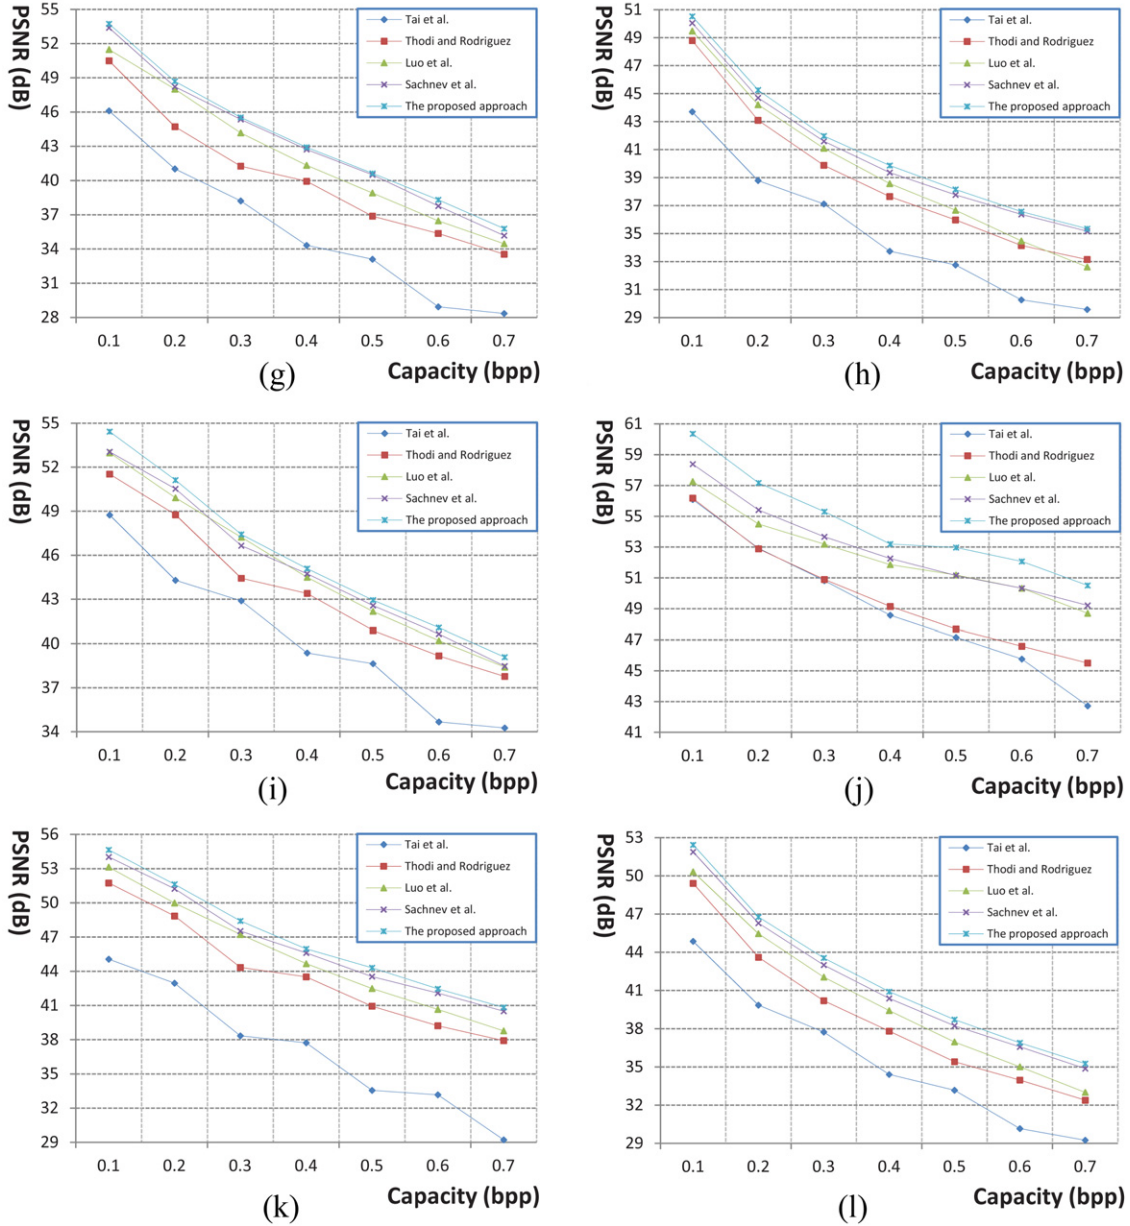 PSNR (dB)
55
52
49
46
43
40
37
34
31
28
Tai et al.
Thodi and Rodriguez
Luo et al.
Sachnev et al.
The proposed approach
0.1 0.2 0.3 0.4 0.5 0.6 0.7
Capacity (bpp)
(g)
PSNR (dB)
51
49
47
45
43
41
39
37
35
33
31
29
Tai et al.
Thodi and Rodriguez
Luo et al.
Sachnev et al.
The proposed approach
0.1 0.2 0.3 0.4 0.5 0.6 0.7
Capacity (bpp)
(h)
PSNR (dB)
55
52
49
46
43
40
37
34
Tai et al.
Thodi and Rodriguez
Luo et al.
Sachnev et al.
The proposed approach
0.1 0.2 0.3 0.4 0.5 0.6 0.7
Capacity (bpp)
(i)
PSNR (dB)
61
59
57
55
53
51
49
47
45
43
41
Tai et al.
Thodi and Rodriguez
Luo et al.
Sachnev et al.
The proposed approach
0.1 0.2 0.3 0.4 0.5 0.6 0.7
Capacity (bpp)
(j)
PSNR (dB)
56
53
50
47
44
41
38
35
32
29
Tai et al.
Thodi and Rodriguez
Luo et al.
Sachnev et al.
The proposed approach
0.1 0.2 0.3 0.4 0.5 0.6 0.7
Capacity (bpp)
(k)
PSNR (dB)
53
50
47
44
41
38
35
32
29
Tai et al.
Thodi and Rodriguez
Luo et al.
Sachnev et al.
The proposed approach
0.1 0.2 0.3 0.4 0.5 0.6 0.7
Capacity (bpp)
(l)